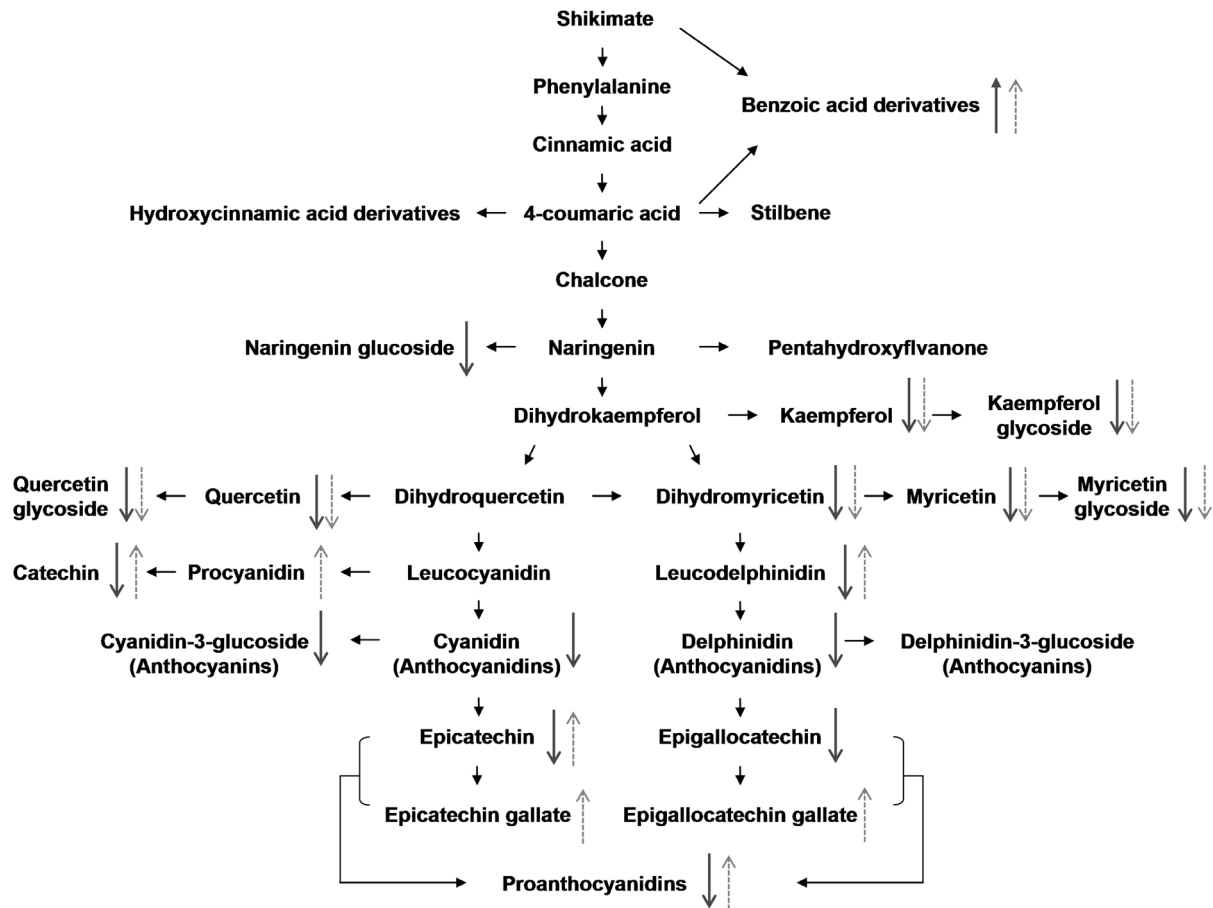 Shikimate
Phenylalanine
Benzoic acid derivatives
Cinnamic acid
Hydroxycinnamic acid derivatives
4-coumaric acid
Stilbene
Chalcone
Naringenin glucoside
Naringenin
Pentahydroxyflvanone
Dihydrokaempferol
Kaempferol
Kaempferol
glycoside
Quercetin
glycoside
Quercetin
Dihydroquercetin
Dihydromyricetin
Myricetin
Myricetin
glycoside
Catechin
Procyanidin
Leucocyanidin
Leucodelphinidin
Cyanidin-3-glucoside
(Anthocyanins)
Cyanidin
(Anthocyanidins)
Delphinidin
(Anthocyanidins)
Delphinidin-3-glucoside
(Anthocyanins)
Epicatechin
Epigallocatechin
Epicatechin gallate
Epigallocatechin gallate
Proanthocyanidins